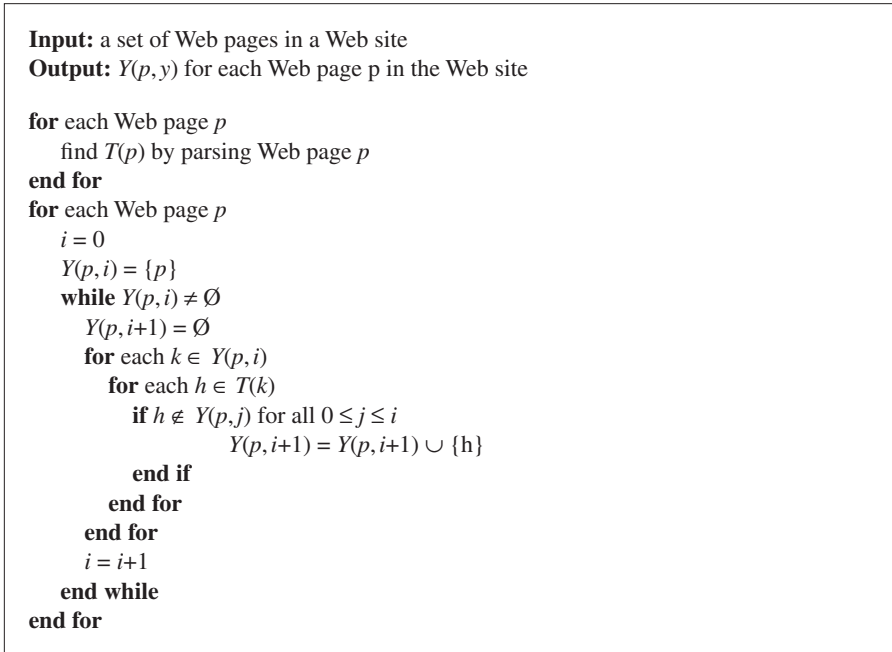 Input: a set of Web pages in a Web site
Output: Y(p, y) for each Web page p in the Web site
for each Web page p
find T(p) by parsing Web page p
end for
for each Web page p
i = 0
Y(p, i) = {p}
while Y(p, i) ≠ Ø
Y(p, i+1) = Ø
for each k ∈ Y(p, i)
for each h ∈ T(k)
if h ∉ Y(p, j) for all 0 ≤ j ≤ i
Y(p, i+1) = Y(p, i+1) ∪ {h}
end if
end for
end for
i = i+1
end while
end for